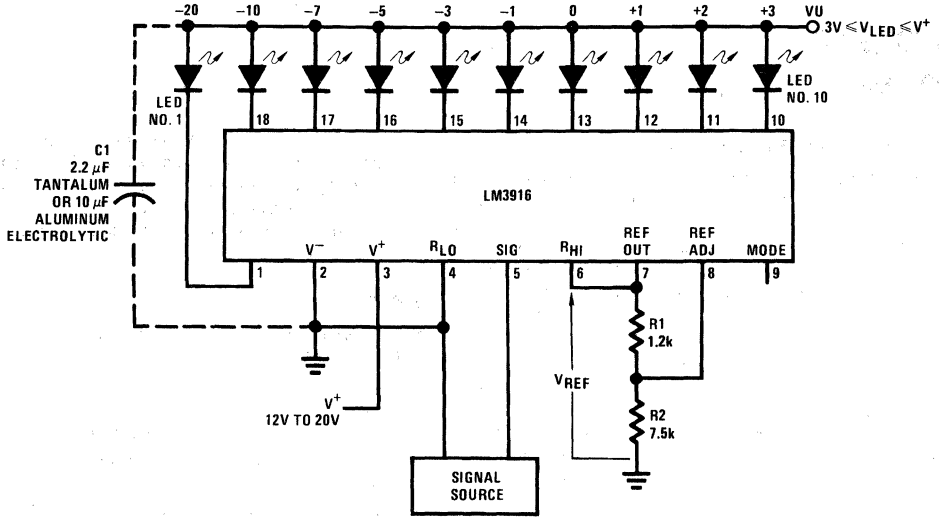 −20 −10 −7 −5 −3 −1 0 +1 +2 +3 VU
3V ≤ V_LED ≤ V+
LED
NO. 1
LED
NO. 10
18 17 16 15 14 13 12 11 10
C1
2.2 µF
TANTALUM
OR 10 µF
ALUMINUM
ELECTROLYTIC
LM3916
V− V+ RLO SIG RHI REF OUT REF ADJ MODE
1 2 3 4 5 6 7 8 9
R1
1.2k
VREF
V+
12V TO 20V
R2
7.5k
SIGNAL
SOURCE